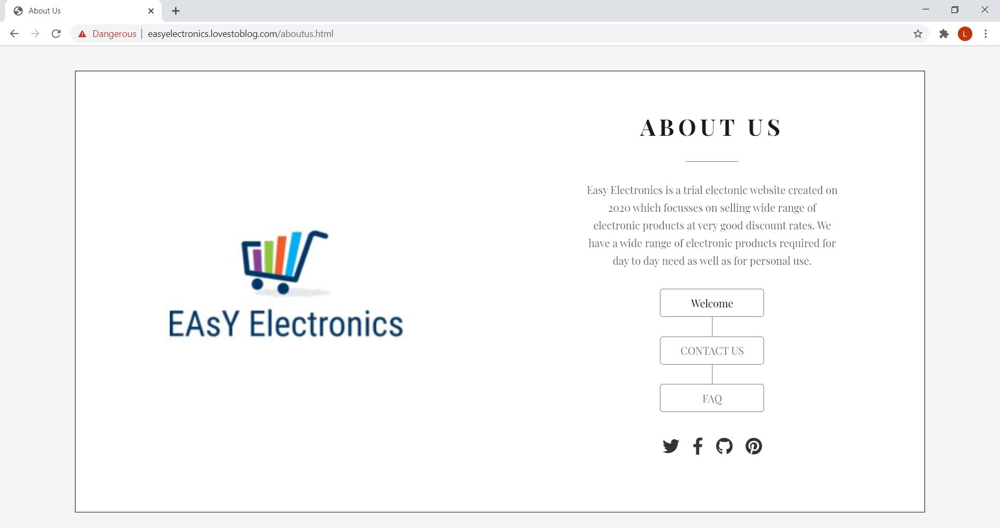 About Us
Dangerous easyelectronics.lovestoblog.com/aboutus.html
L
ABOUT US
Easy Electronics is a trial electonic website created on
2020 which focusses on selling wide range of
electronic products at very good discount rates. We
have a wide range of electronic products required for
day to day need as well as for personal use.
EAsY Electronics
Welcome
CONTACT US
FAQ